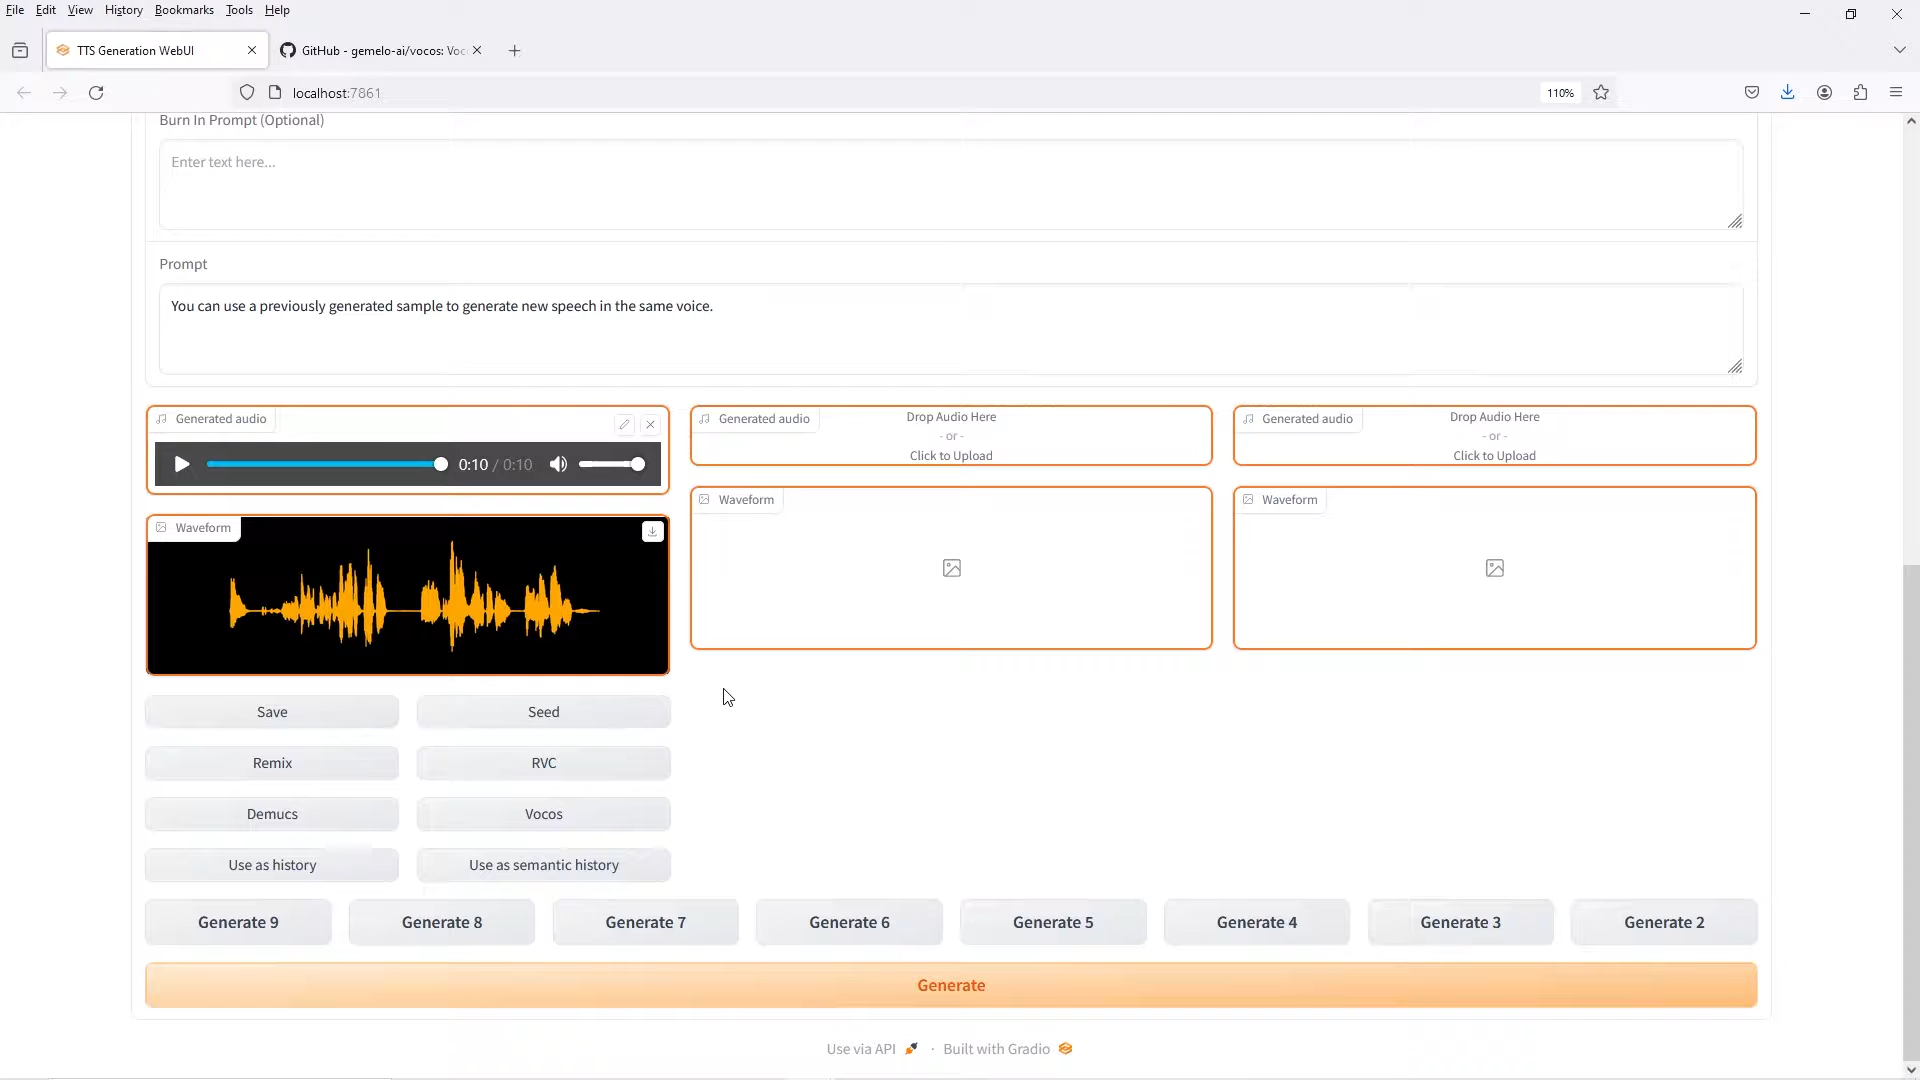 File Edit View History Bookmarks Tools Help
TTS Generation WebUI
GitHub - gemelo-ai/vocos: Voc
localhost:7861
110%
Burn In Prompt (Optional)
Enter text here...
Prompt
You can use a previously generated sample to generate new speech in the same voice.
Generated audio
0:10 / 0:10
Waveform
Generated audio
Drop Audio Here
- or -
Click to Upload
Waveform
Generated audio
Drop Audio Here
- or -
Click to Upload
Waveform
Save Seed
Remix RVC
Demucs Vocos
Use as history Use as semantic history
Generate 9 Generate 8 Generate 7 Generate 6 Generate 5 Generate 4 Generate 3 Generate 2
Generate
Use via API · Built with Gradio